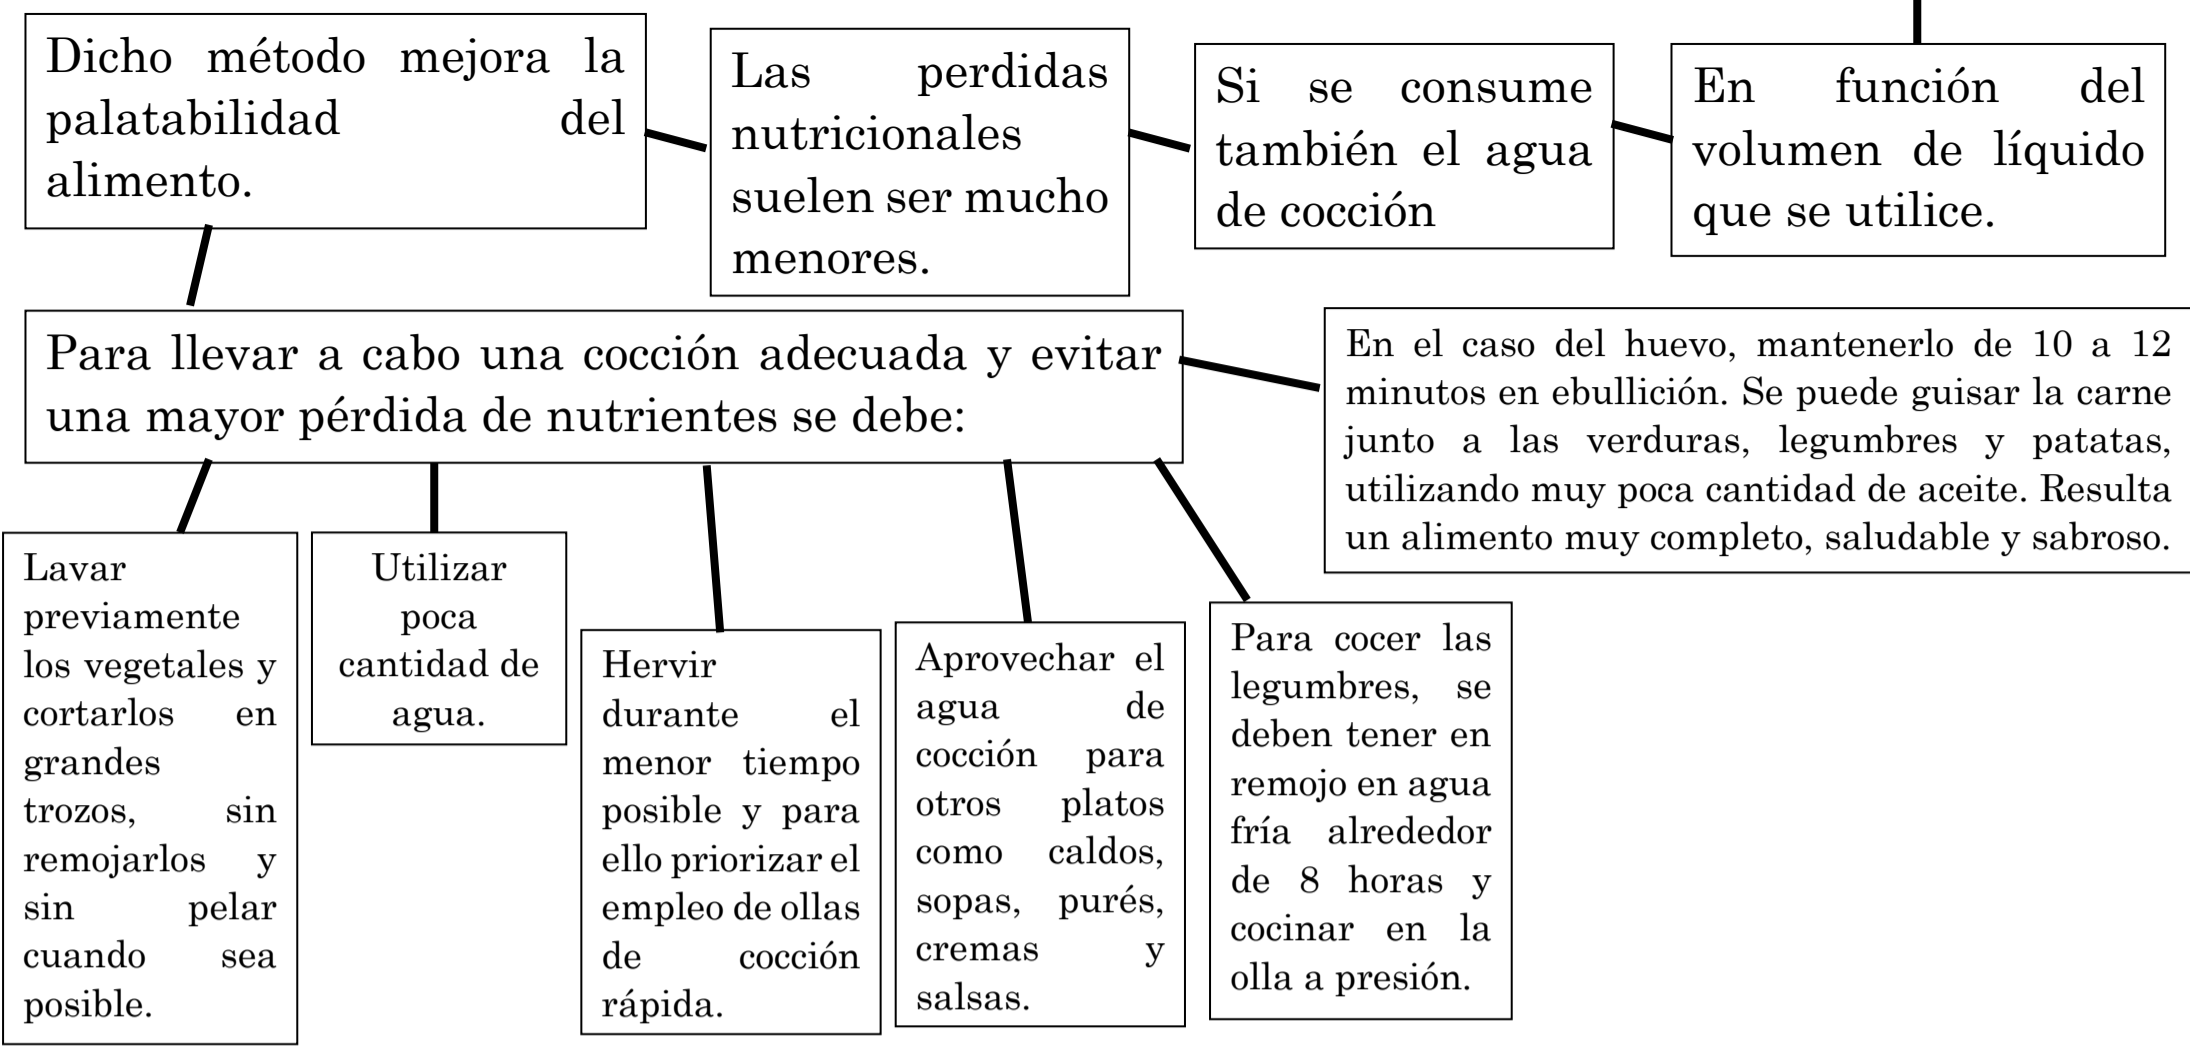 Dicho método mejora la
palatabilidad del
alimento.
Las perdidas
nutricionales
suelen ser mucho
menores.
Si se consume
también el agua
de cocción
En función del
volumen de líquido
que se utilice.
Para llevar a cabo una cocción adecuada y evitar
una mayor pérdida de nutrientes se debe:
En el caso del huevo, mantenerlo de 10 a 12
minutos en ebullición. Se puede guisar la carne
junto a las verduras, legumbres y patatas,
utilizando muy poca cantidad de aceite. Resulta
un alimento muy completo, saludable y sabroso.
Lavar
previamente
los vegetales y
cortarlos en
grandes
trozos, sin
remojarlos y
sin pelar
cuando sea
posible.
Utilizar
poca
cantidad de
agua.
Hervir
durante el
menor tiempo
posible y para
ello priorizar el
empleo de ollas
de cocción
rápida.
Aprovechar el
agua de
cocción para
otros platos
como caldos,
sopas, purés,
cremas y
salsas.
Para cocer las
legumbres, se
deben tener en
remojo en agua
fría alrededor
de 8 horas y
cocinar en la
olla a presión.